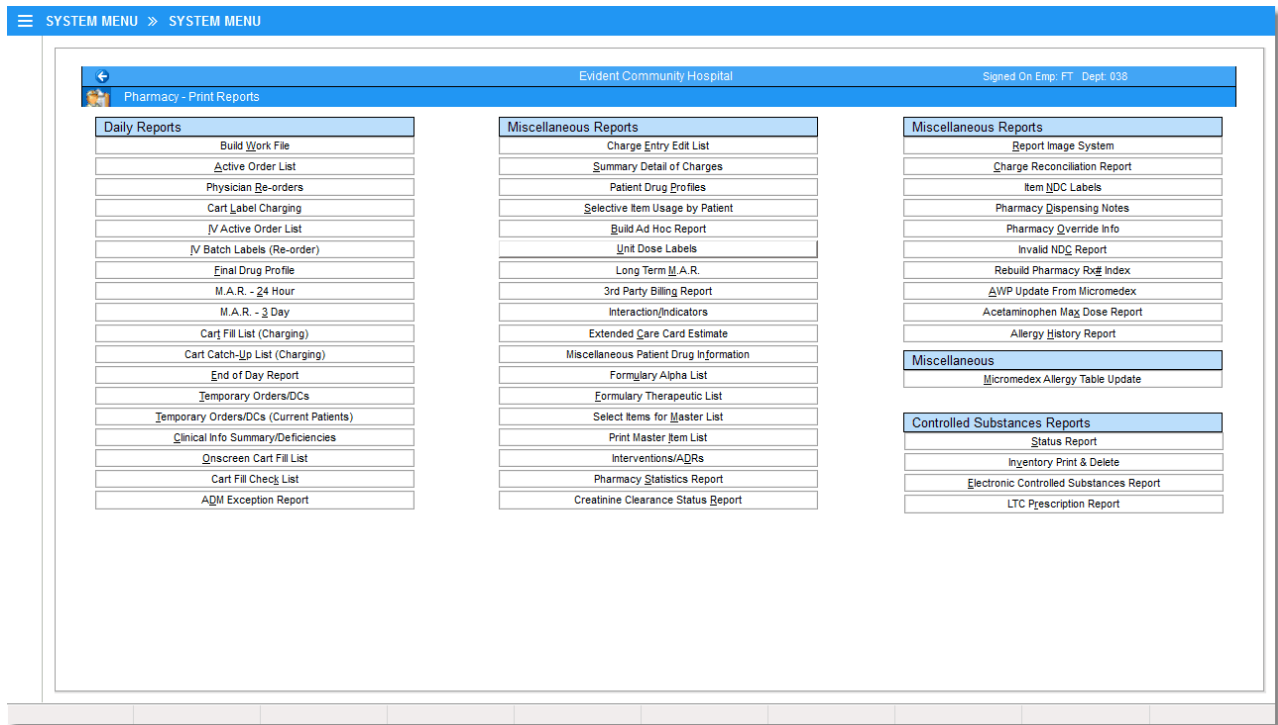 SYSTEM MENU » SYSTEM MENU
Evident Community Hospital
Signed On Emp: FT Dept: 038
Pharmacy - Print Reports
Daily Reports
Build Work File
Active Order List
Physician Re-orders
Cart Label Charging
IV Active Order List
IV Batch Labels (Re-order)
Final Drug Profile
M.A.R. - 24 Hour
M.A.R. - 3 Day
Cart Fill List (Charging)
Cart Catch-Up List (Charging)
End of Day Report
Temporary Orders/DCs
Temporary Orders/DCs (Current Patients)
Clinical Info Summary/Deficiencies
Onscreen Cart Fill List
Cart Fill Check List
ADM Exception Report
Miscellaneous Reports
Charge Entry Edit List
Summary Detail of Charges
Patient Drug Profiles
Selective Item Usage by Patient
Build Ad Hoc Report
Unit Dose Labels
Long Term M.A.R.
3rd Party Billing Report
Interaction/Indicators
Extended Care Card Estimate
Miscellaneous Patient Drug Information
Formulary Alpha List
Formulary Therapeutic List
Select Items for Master List
Print Master Item List
Interventions/ADRs
Pharmacy Statistics Report
Creatinine Clearance Status Report
Miscellaneous Reports
Report Image System
Charge Reconciliation Report
Item NDC Labels
Pharmacy Dispensing Notes
Pharmacy Override Info
Invalid NDC Report
Rebuild Pharmacy Rx# Index
AWP Update From Micromedex
Acetaminophen Max Dose Report
Allergy History Report
Miscellaneous
Micromedex Allergy Table Update
Controlled Substances Reports
Status Report
Inventory Print & Delete
Electronic Controlled Substances Report
LTC Prescription Report